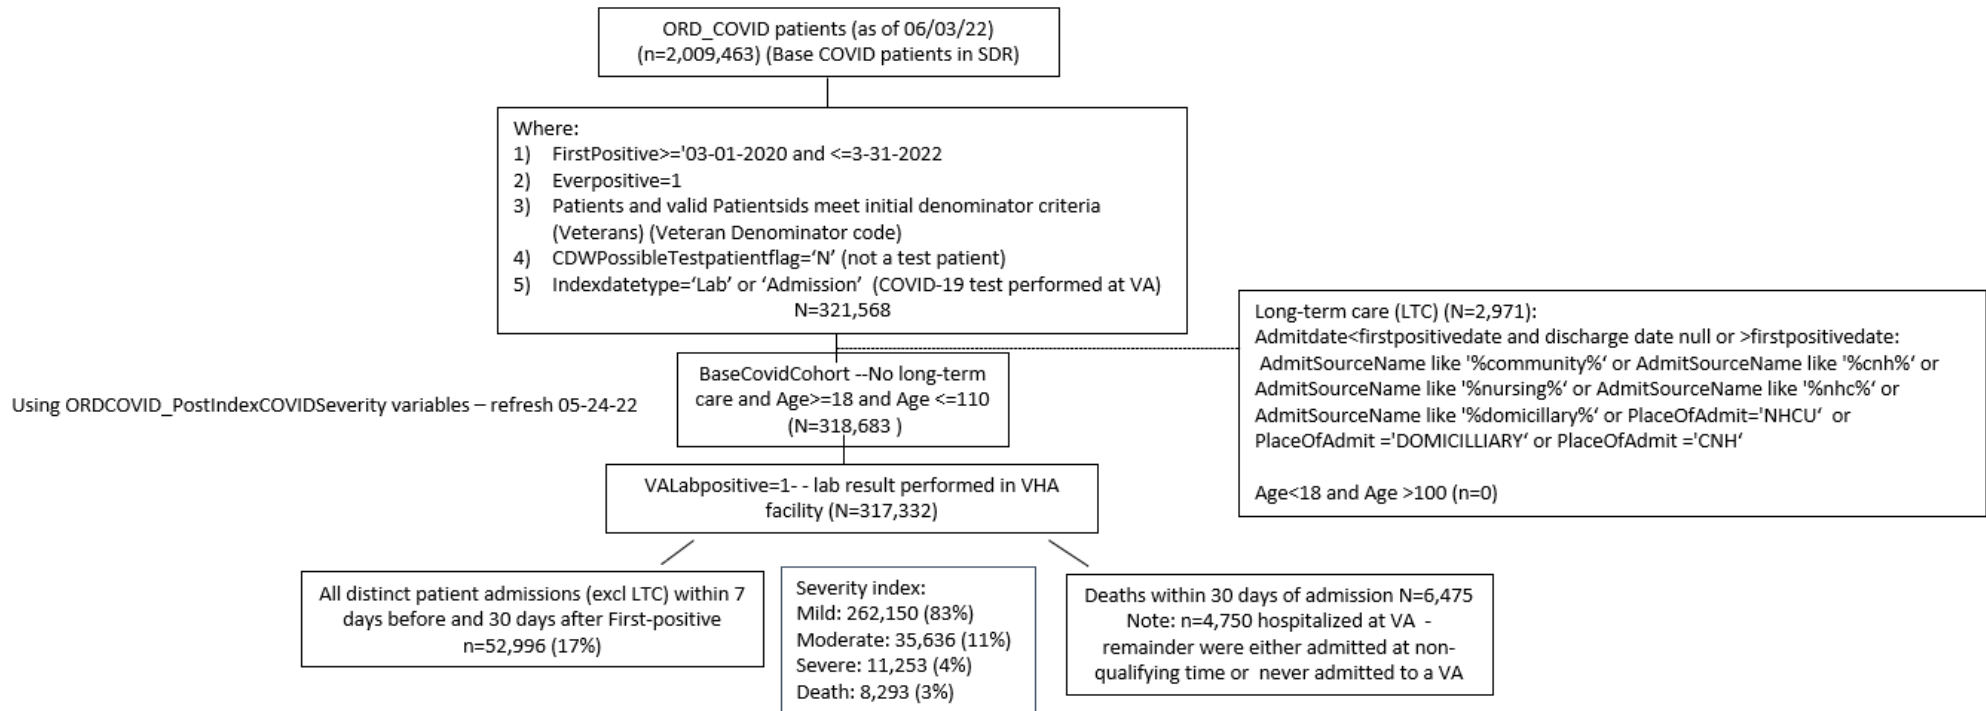 ORD_COVID patients (as of 06/03/22)
(n=2,009,463) (Base COVID patients in SDR)
Where:
1) FirstPositive>='03-01-2020 and <=3-31-2022
2) Everpositive=1
3) Patients and valid Patientsids meet initial denominator criteria
(Veterans) (Veteran Denominator code)
4) CDWPossibleTestpatientflag=‘N’ (not a test patient)
5) Indexdatetype=‘Lab’ or ‘Admission’ (COVID-19 test performed at VA)
N=321,568
Long-term care (LTC) (N=2,971):
Admitdate<firstpositivedate and discharge date null or >firstpositivedate:
AdmitSourceName like '%community%‘ or AdmitSourceName like '%cnh%‘ or
AdmitSourceName like '%nursing%‘ or AdmitSourceName like '%nhc%‘ or
AdmitSourceName like '%domicillary%‘ or PlaceOfAdmit='NHCU‘ or
PlaceOfAdmit ='DOMICILLIARY‘ or PlaceOfAdmit ='CNH‘
Age<18 and Age >100 (n=0)
BaseCovidCohort --No long-term
care and Age>=18 and Age <=110
(N=318,683 )
Using ORDCOVID_PostIndexCOVIDSeverity variables – refresh 05-24-22
VALabpositive=1- - lab result performed in VHA
facility (N=317,332)
All distinct patient admissions (excl LTC) within 7
days before and 30 days after First-positive
n=52,996 (17%)
Severity index:
Mild: 262,150 (83%)
Moderate: 35,636 (11%)
Severe: 11,253 (4%)
Death: 8,293 (3%)
Deaths within 30 days of admission N=6,475
Note: n=4,750 hospitalized at VA -
remainder were either admitted at non-
qualifying time or never admitted to a VA